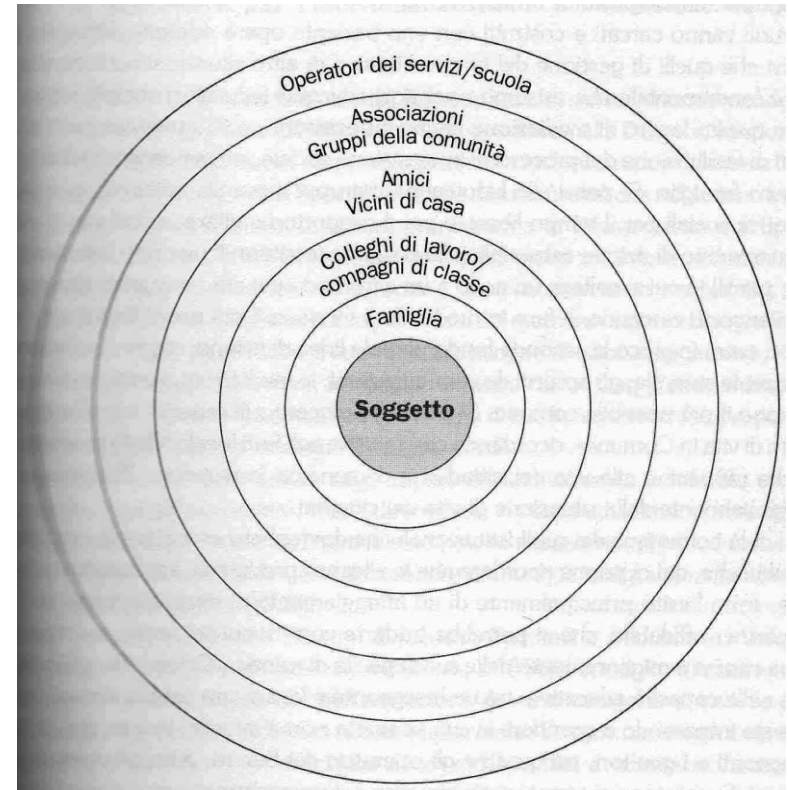 Operatori dei servizi/scuola
Associazioni
Gruppi della comunità
Amici
Vicini di casa
Colleghi di lavoro/
compagni di classe
Famiglia
Soggetto